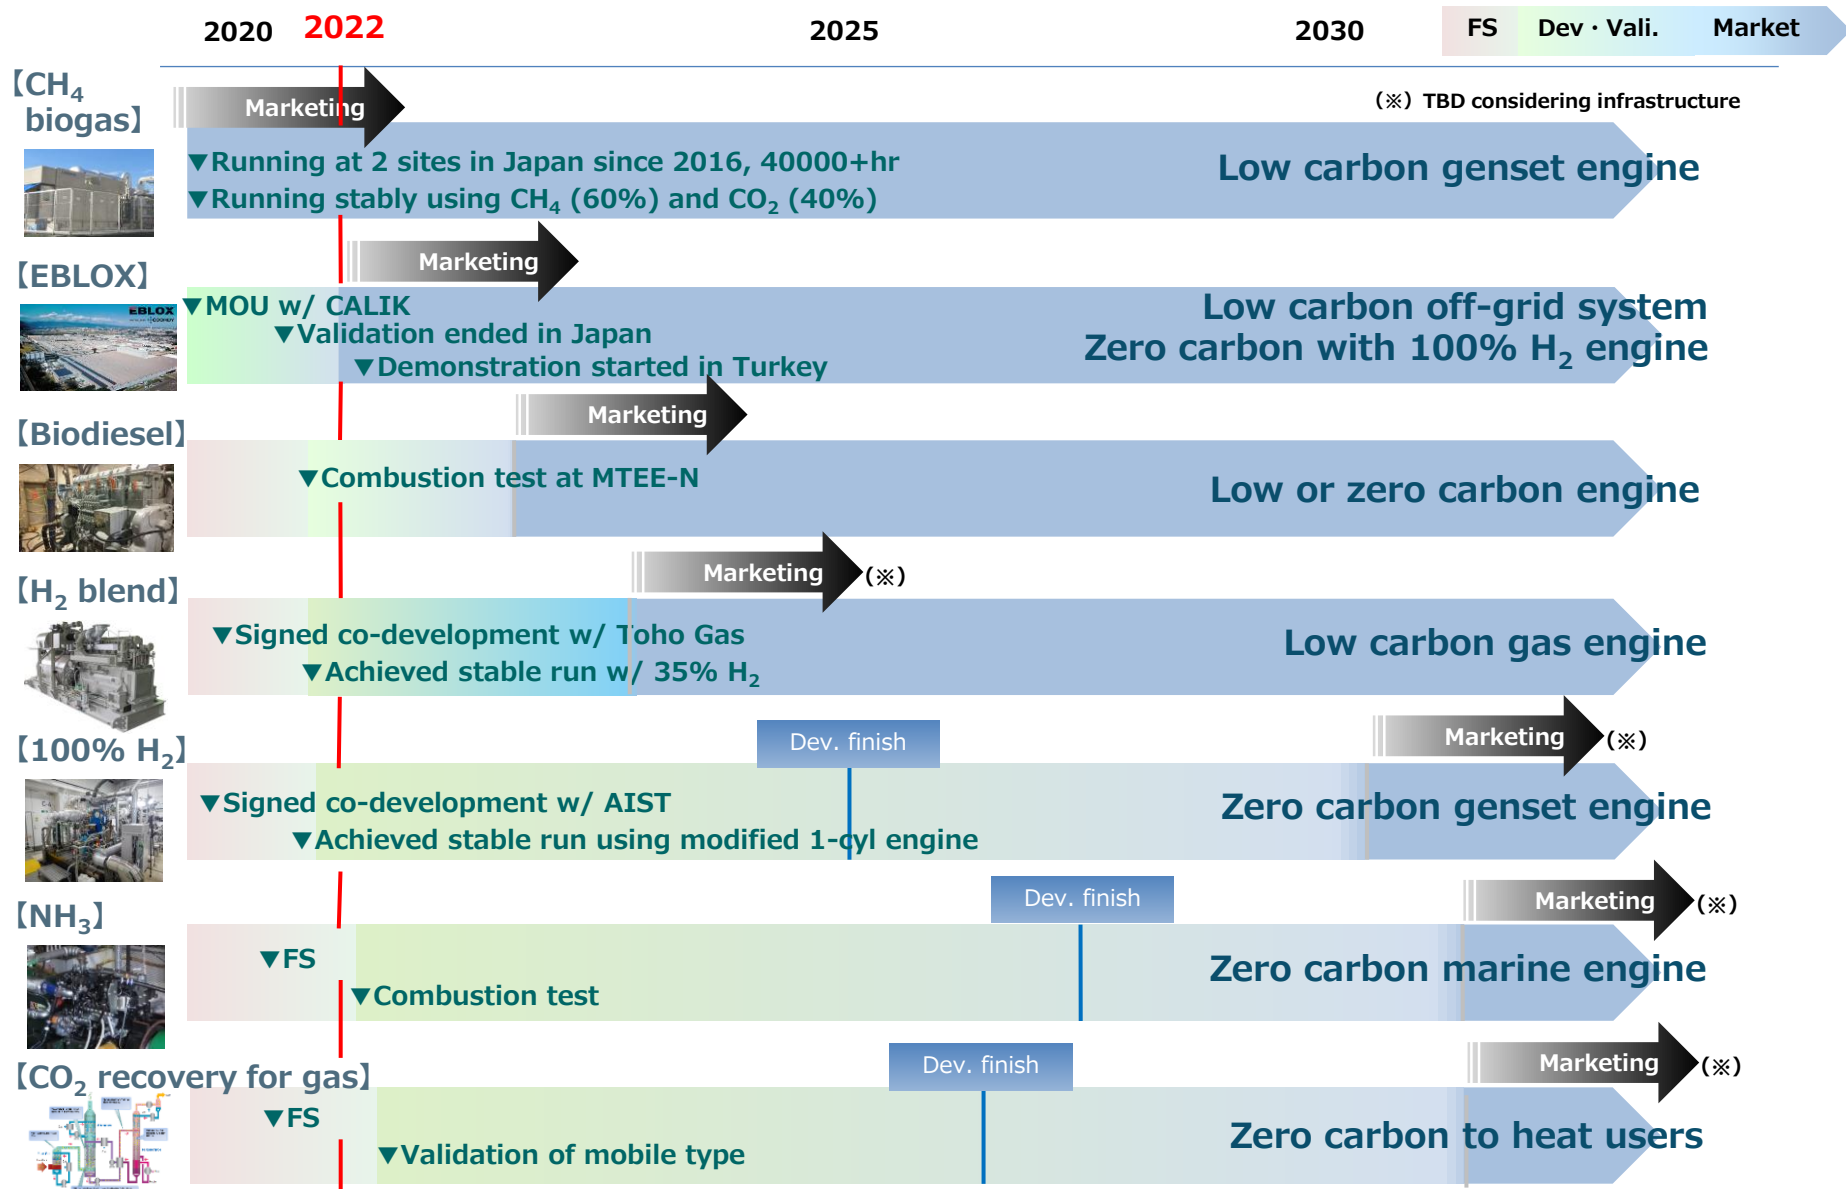 2020 2022 2025 2030 FS Dev・Vali. Market
【CH₄ biogas】
Marketing
(※) TBD considering infrastructure
▼Running at 2 sites in Japan since 2016, 40000+hr
▼Running stably using CH₄ (60%) and CO₂ (40%)
Low carbon genset engine
【EBLOX】
Marketing
EBLOX
▼MOU w/ CALIK
▼Validation ended in Japan
▼Demonstration started in Turkey
Low carbon off-grid system
Zero carbon with 100% H₂ engine
【Biodiesel】
Marketing
▼Combustion test at MTEE-N
Low or zero carbon engine
【H₂ blend】
Marketing (※)
▼Signed co-development w/ Toho Gas
▼Achieved stable run w/ 35% H₂
Low carbon gas engine
【100% H₂】
Dev. finish
Marketing (※)
▼Signed co-development w/ AIST
▼Achieved stable run using modified 1-cyl engine
Zero carbon genset engine
【NH₃】
Dev. finish
Marketing (※)
▼FS
▼Combustion test
Zero carbon marine engine
【CO₂ recovery for gas】
Dev. finish
Marketing (※)
▼FS
▼Validation of mobile type
Zero carbon to heat users